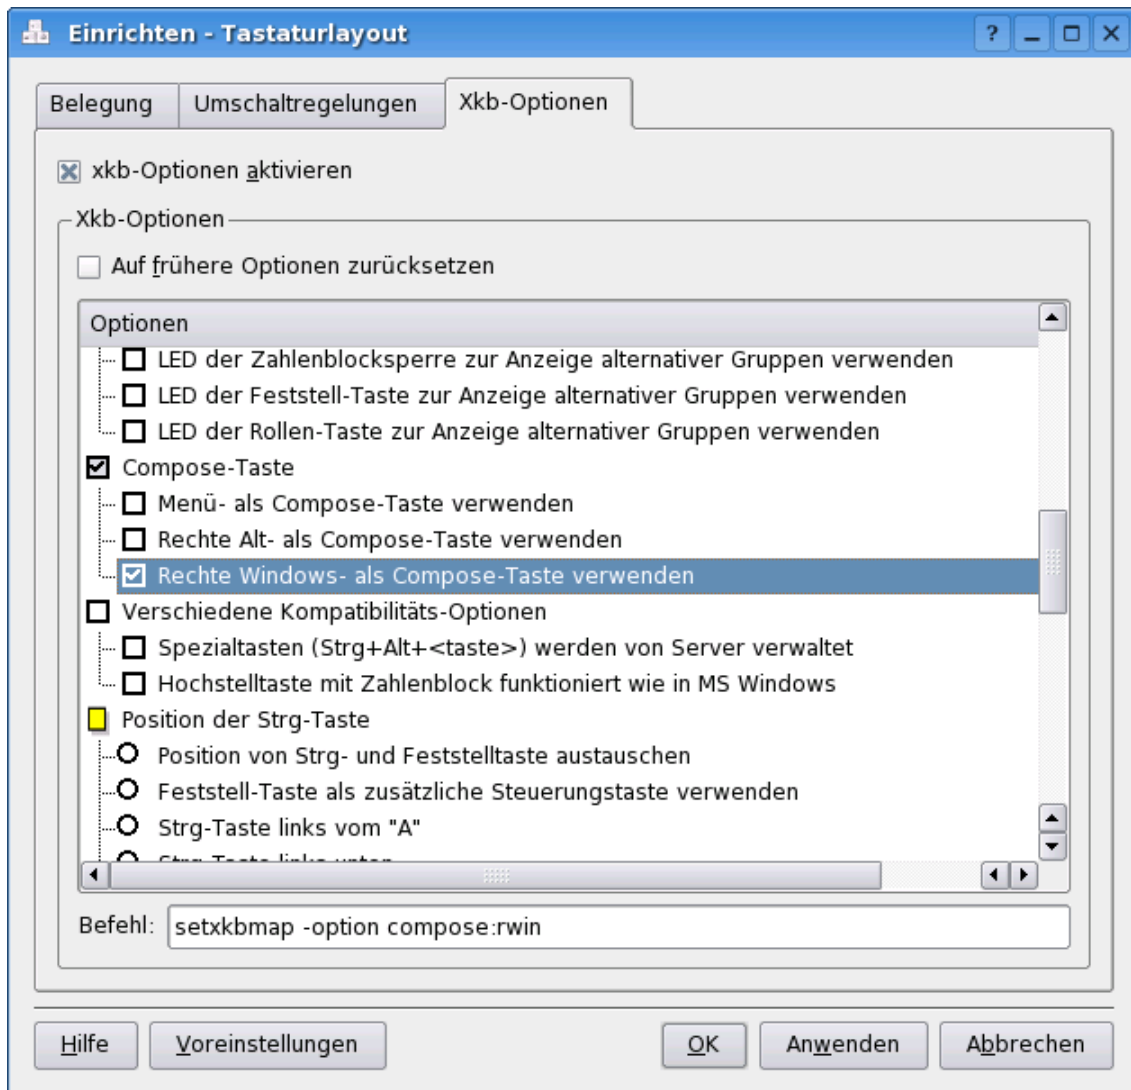 Einrichten - Tastaturlayout
Belegung
Umschaltregelungen
Xkb-Optionen
xkb-Optionen aktivieren
Xkb-Optionen
Auf frühere Optionen zurücksetzen
Optionen
LED der Zahlenblocksperre zur Anzeige alternativer Gruppen verwenden
LED der Feststell-Taste zur Anzeige alternativer Gruppen verwenden
LED der Rollen-Taste zur Anzeige alternativer Gruppen verwenden
Compose-Taste
Menü- als Compose-Taste verwenden
Rechte Alt- als Compose-Taste verwenden
Rechte Windows- als Compose-Taste verwenden
Verschiedene Kompatibilitäts-Optionen
Spezialtasten (Strg+Alt+<taste>) werden von Server verwaltet
Hochstelltaste mit Zahlenblock funktioniert wie in MS Windows
Position der Strg-Taste
Position von Strg- und Feststelltaste austauschen
Feststell-Taste als zusätzliche Steuerungstaste verwenden
Strg-Taste links vom "A"
Strg-Taste links unten
Befehl: setxkbmap -option compose:rwin
Hilfe
Voreinstellungen
OK
Anwenden
Abbrechen